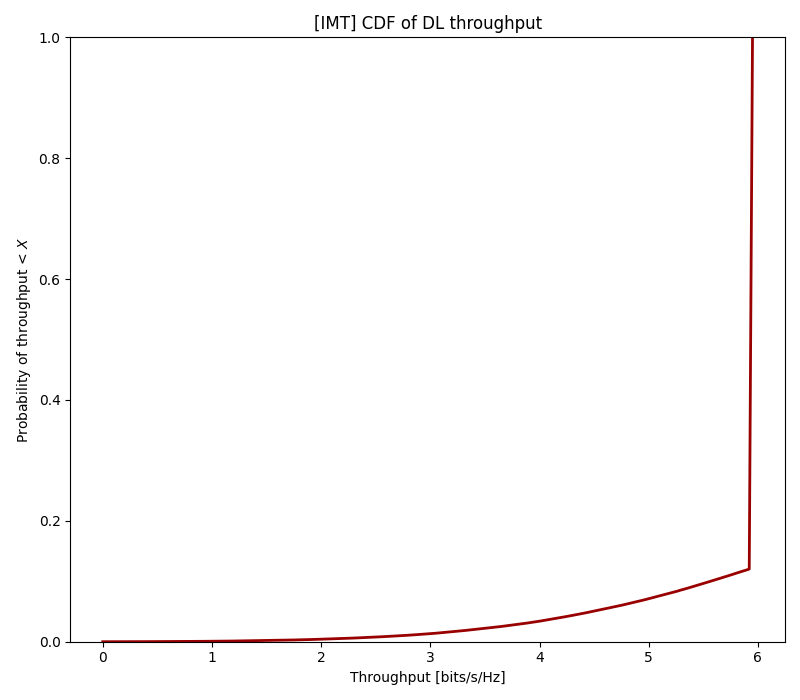 [IMT] CDF of DL throughput
1.0
0.8
0.6
0.4
0.2
0.0
Probability of throughput < X
0 1 2 3 4 5 6
Throughput [bits/s/Hz]